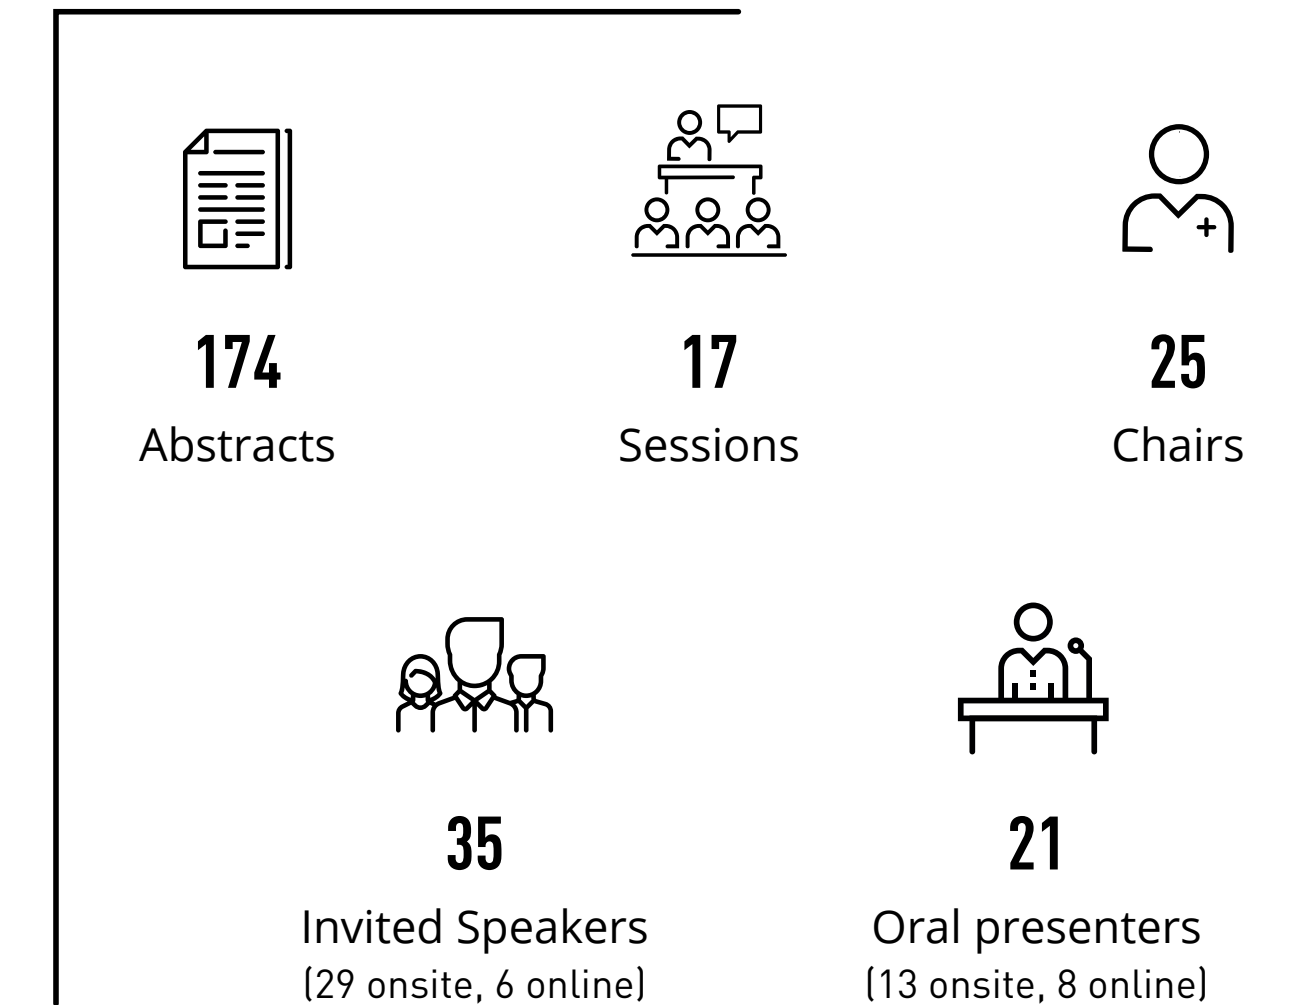 174
Abstracts
17
Sessions
25
Chairs
35
Invited Speakers
(29 onsite, 6 online)
21
Oral presenters
(13 onsite, 8 online)